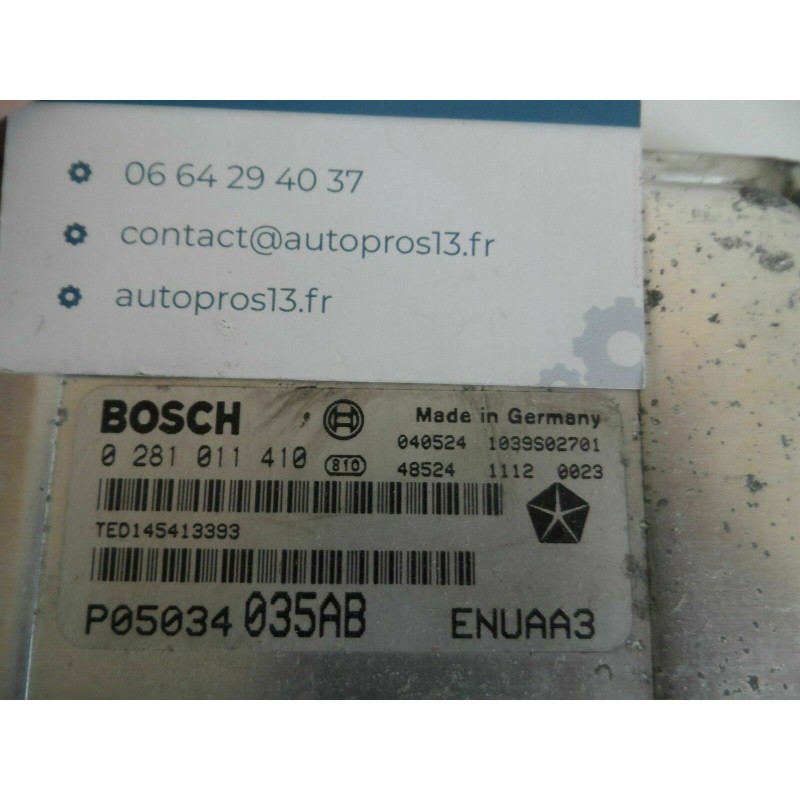 06 64 29 40 37
contact@autopros13.fr
autopros13.fr
BOSCH Made in Germany
040524 1039S02701
0 281 011 410 810
48524 1112 0023
TED145413393
P05034 035AB ENUAA3